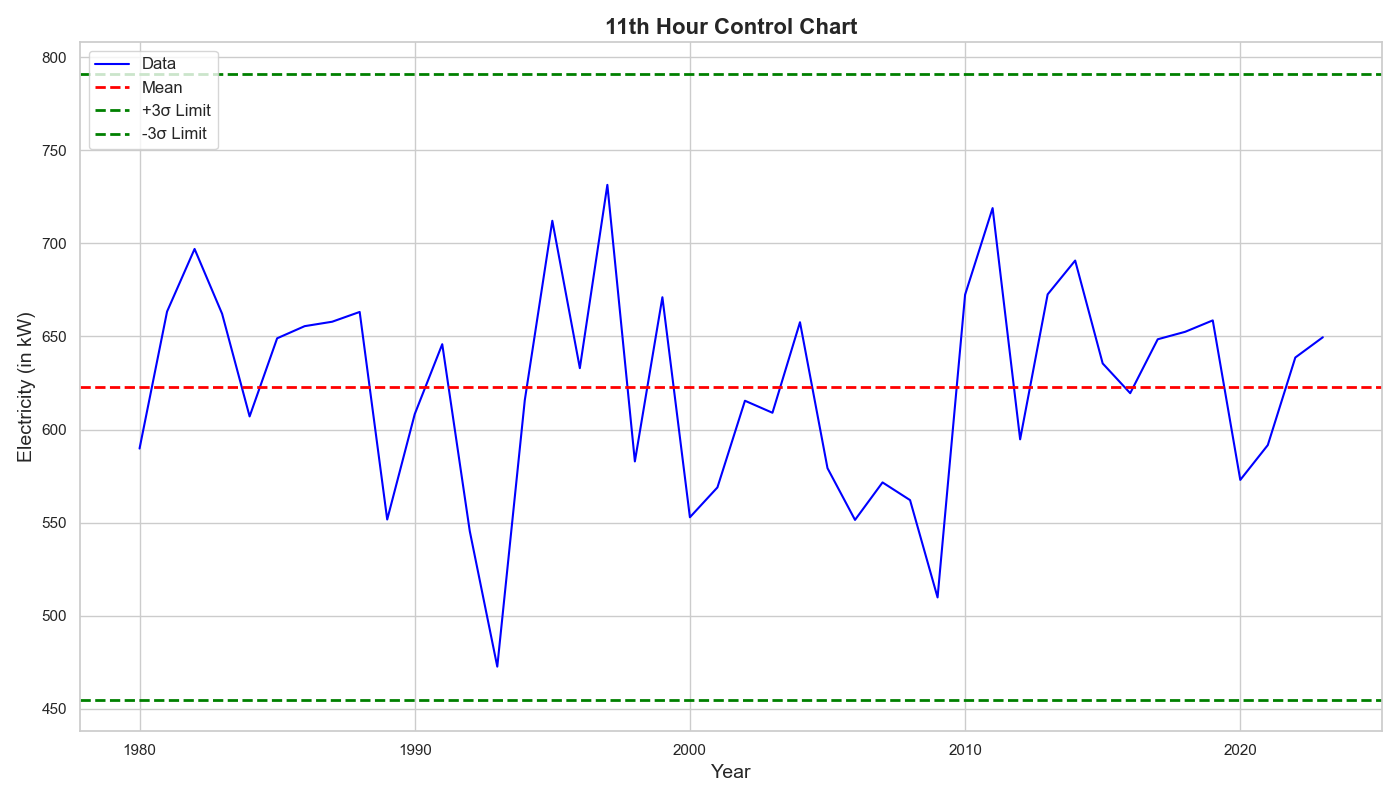 11th Hour Control Chart
Data
Mean
+3σ Limit
-3σ Limit
800
750
700
650
600
550
500
450
Electricity (in kW)
1980
1990
2000
2010
2020
Year